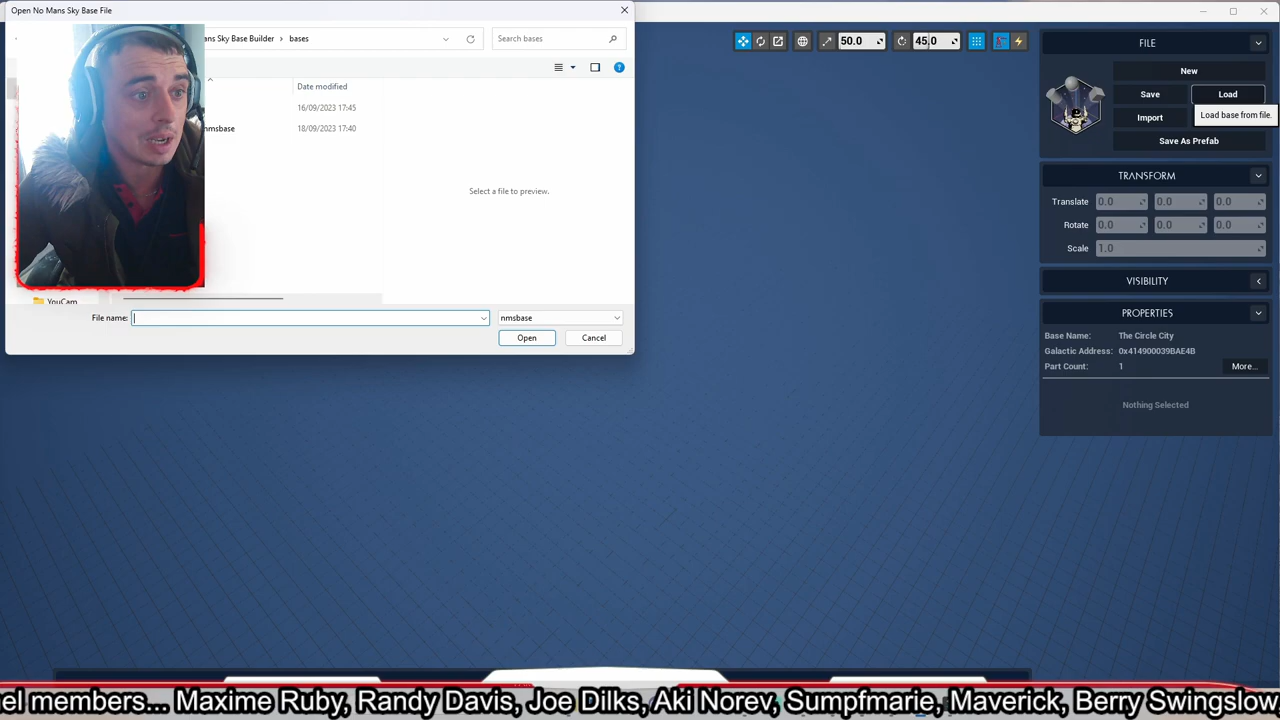 Open No Mans Sky Base File
ans Sky Base Builder > bases
Search bases
Date modified
16/09/2023 17:45
nmsbase 18/09/2023 17:40
Select a file to preview.
YouCam
File name:
nmsbase
Open
Cancel
50.0
45.0
FILE
New
Save
Load
Load base from file.
Import
Save As Prefab
TRANSFORM
Translate 0.0 0.0 0.0
Rotate 0.0 0.0 0.0
Scale 1.0
VISIBILITY
PROPERTIES
Base Name: The Circle City
Galactic Address: 0x414900039BAE4B
Part Count: 1
More...
Nothing Selected
nel members... Maxime Ruby, Randy Davis, Joe Dilks, Aki Norev, Sumpfmarie, Maverick, Berry Swingslow,